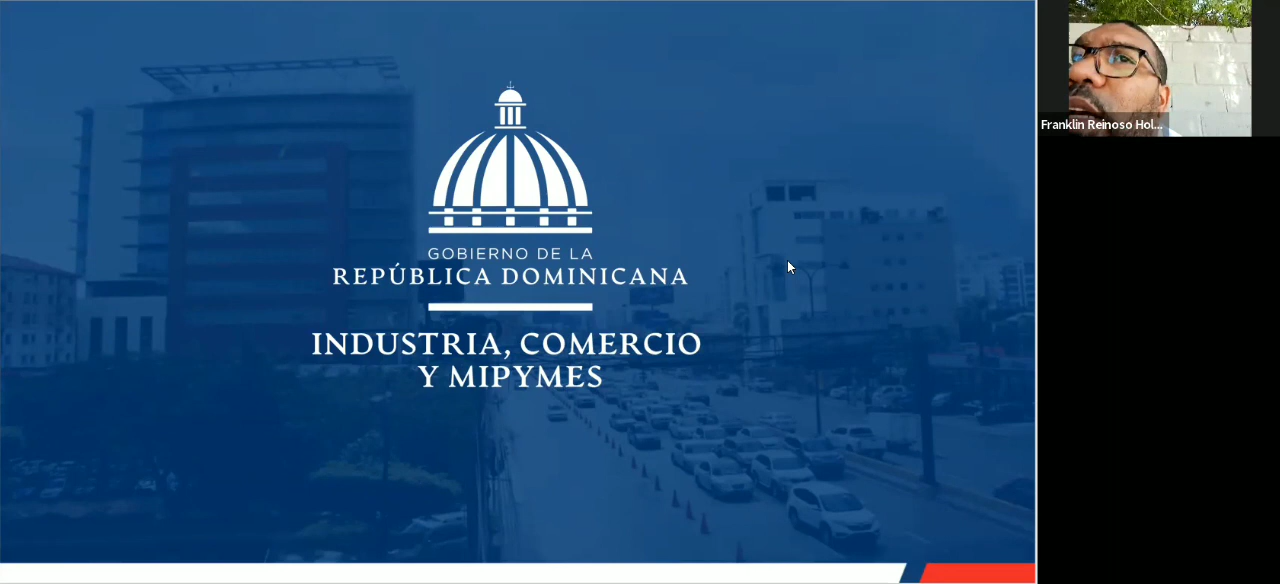 GOBIERNO DE LA
REPÚBLICA DOMINICANA
INDUSTRIA, COMERCIO
Y MIPYMES
Franklin Reinoso Hol...